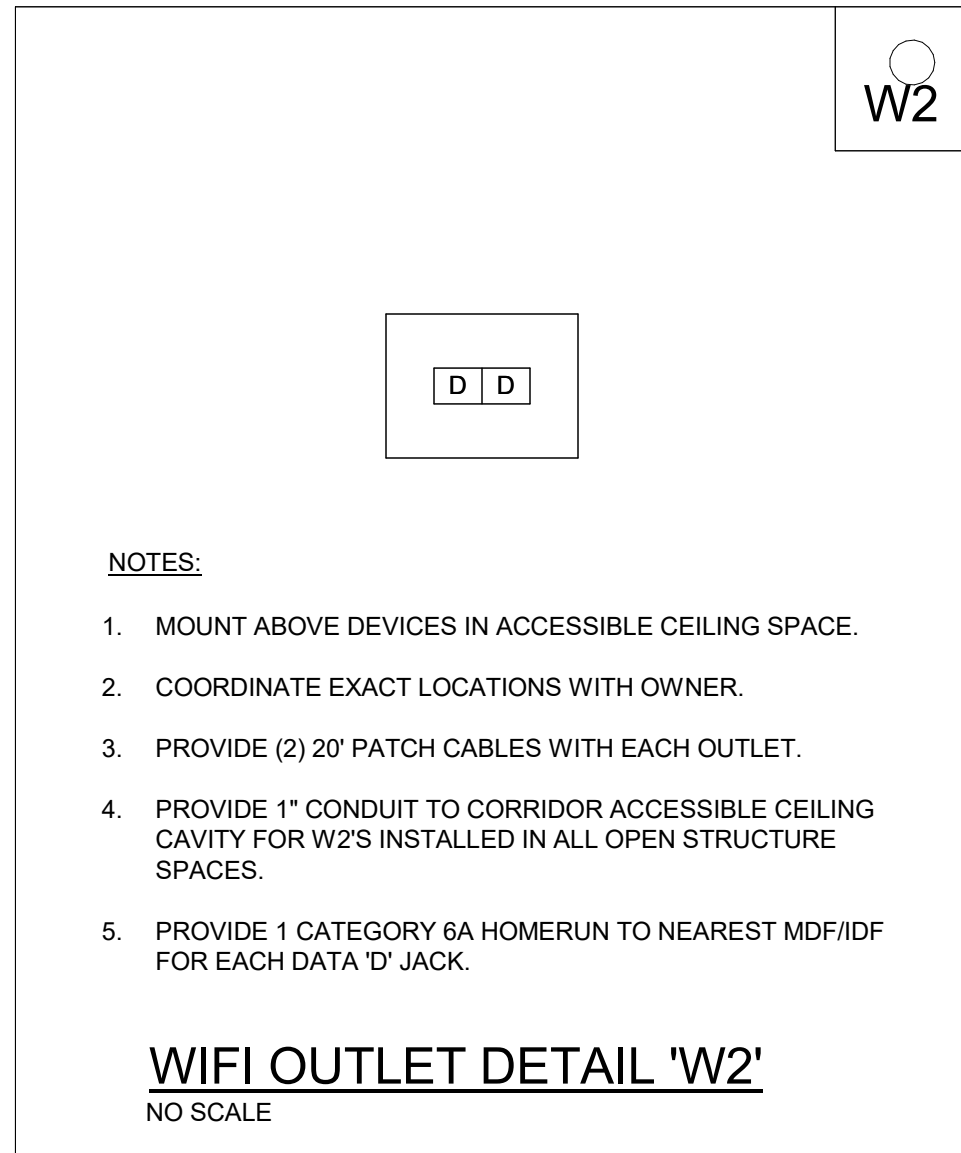 W2
D D
NOTES:
1. MOUNT ABOVE DEVICES IN ACCESSIBLE CEILING SPACE.
2. COORDINATE EXACT LOCATIONS WITH OWNER.
3. PROVIDE (2) 20' PATCH CABLES WITH EACH OUTLET.
4. PROVIDE 1" CONDUIT TO CORRIDOR ACCESSIBLE CEILING
CAVITY FOR W2'S INSTALLED IN ALL OPEN STRUCTURE
SPACES.
5. PROVIDE 1 CATEGORY 6A HOMERUN TO NEAREST MDF/IDF
FOR EACH DATA 'D' JACK.
WIFI OUTLET DETAIL 'W2'
NO SCALE